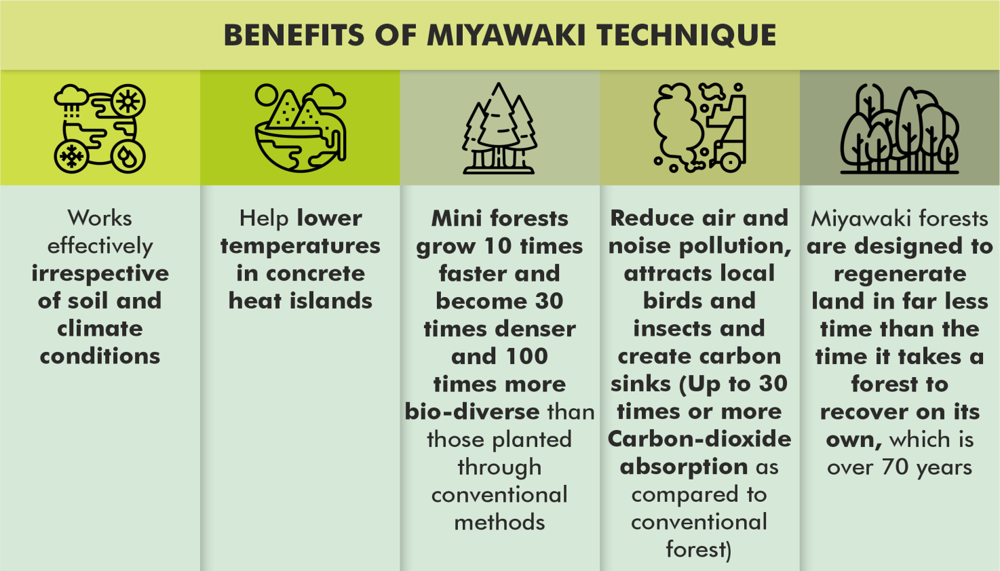 BENEFITS OF MIYAWAKI TECHNIQUE
Works
effectively
irrespective
of soil and
climate
conditions
Help lower
temperatures
in concrete
heat islands
Mini forests
grow 10 times
faster and
become 30
times denser
and 100
times more
bio-diverse than
those planted
through
conventional
methods
Reduce air and
noise pollution,
attracts local
birds and
insects and
create carbon
sinks (Up to 30
times or more
Carbon-dioxide
absorption as
compared to
conventional
forest)
Miyawaki forests
are designed to
regenerate
land in far less
time than the
time it takes a
forest to
recover on its
own, which is
over 70 years